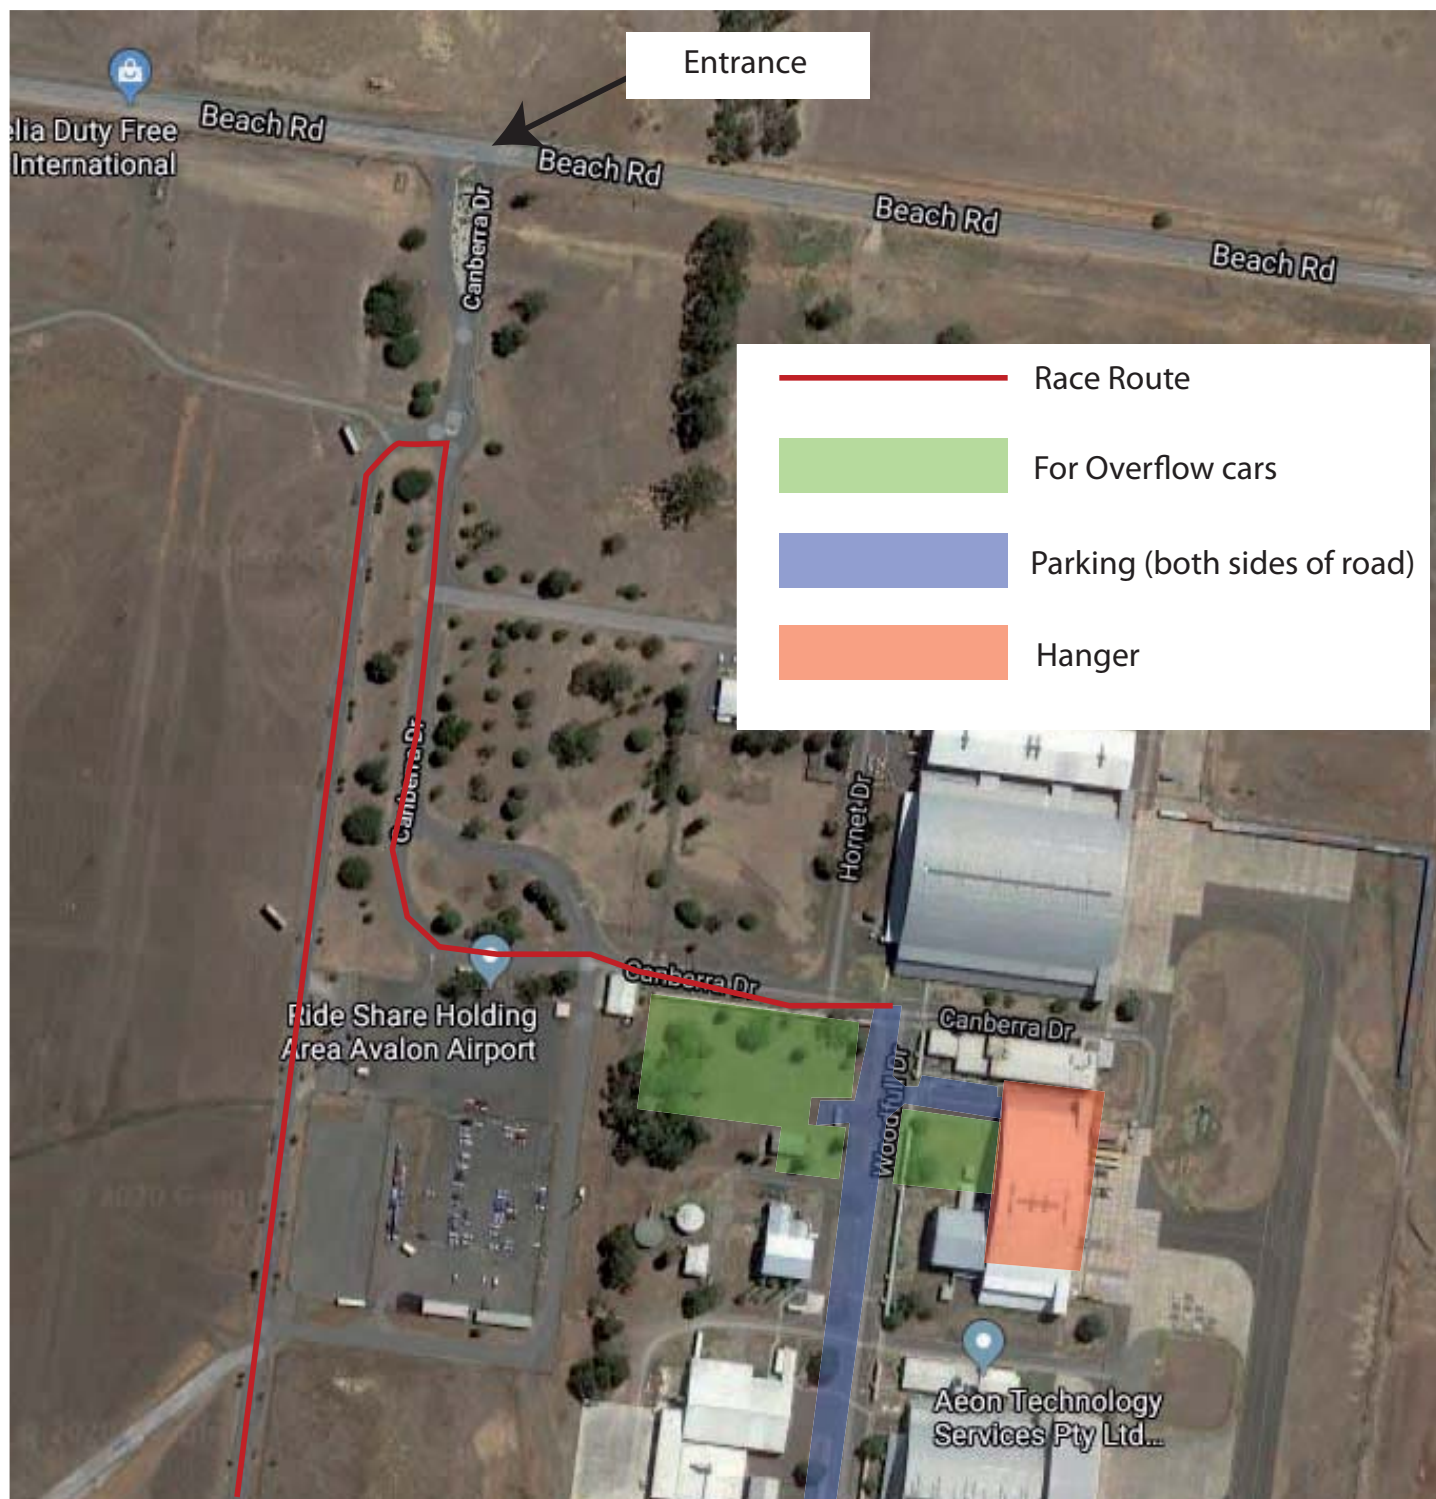 Entrance
Beach Rd
elia Duty Free
International
Beach Rd
Beach Rd
Beach Rd
Canberra Dr
Race Route
For Overflow cars
Parking (both sides of road)
Hanger
Canberra Dr
Hornet Dr
Canberra Dr
Ride Share Holding
Area Avalon Airport
Canberra Dr
Woodfull Dr
Aeon Technology
Services Pty Ltd...